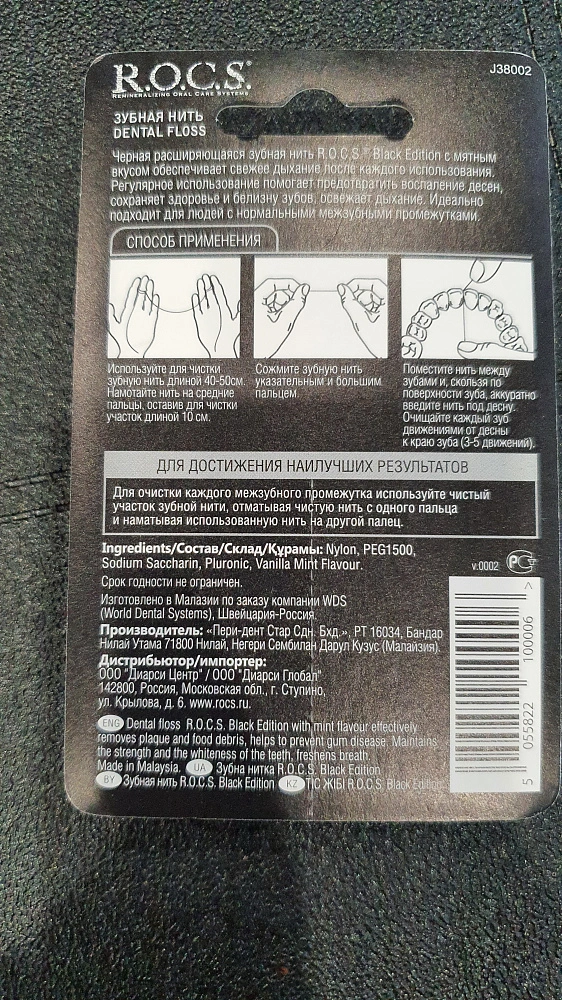 R.O.C.S.
REMINERALIZING ORAL CARE SYSTEMS
J38002
ЗУБНАЯ НИТЬ
DENTAL FLOSS
Черная расширяющаяся зубная нить R.O.C.S.® Black Edition с мятным
вкусом обеспечивает свежее дыхание после каждого использования.
Регулярное использование помогает предотвратить воспаление десен,
сохраняет здоровье и белизну зубов, освежает дыхание. Идеально
подходит для людей с нормальными межзубными промежутками.
СПОСОБ ПРИМЕНЕНИЯ
Используйте для чистки
зубную нить длиной 40-50см.
Намотайте нить на средние
пальцы, оставив для чистки
участок длиной 10 см.
Сожмите зубную нить
указательным и большим
пальцем.
Поместите нить между
зубами и, скользя по
поверхности зуба, аккуратно
введите нить под десну.
Очищайте каждый зуб
движениями от десны
к краю зуба (3-5 движений).
ДЛЯ ДОСТИЖЕНИЯ НАИЛУЧШИХ РЕЗУЛЬТАТОВ
Для очистки каждого межзубного промежутка используйте чистый
участок зубной нити, отматывая чистую нить с одного пальца
и наматывая использованную нить на другой палец.
Ingredients/Состав/Склад/Құрамы: Nylon, PEG1500,
Sodium Saccharin, Pluronic, Vanilla Mint Flavour.
v.0002
Срок годности не ограничен.
Изготовлено в Малазии по заказу компании WDS
(World Dental Systems), Швейцария-Россия.
Производитель: «Пери-дент Стар Сдн. Бхд.», РТ 16034, Бандар
Нилай Утама 71800 Нилай, Негери Сембилан Дарул Кузус (Малайзия).
Дистрибьютор/импортер:
ООО "Диарси Центр" / ООО "Диарси Глобал"
142800, Россия, Московская обл., г. Ступино,
ул. Крылова, д. 6. www.rocs.ru.
ENG Dental floss R.O.C.S. Black Edition with mint flavour effectively
removes plaque and food debris, helps to prevent gum disease. Maintains
the strength and the whiteness of the teeth, freshens breath.
Made in Malaysia. UA Зубна нитка R.O.C.S. Black Edition
BY Зубная нить R.O.C.S. Black Edition KZ ТІС ЖІБІ R.O.C.S. Black Edition
5 055822 100006 >